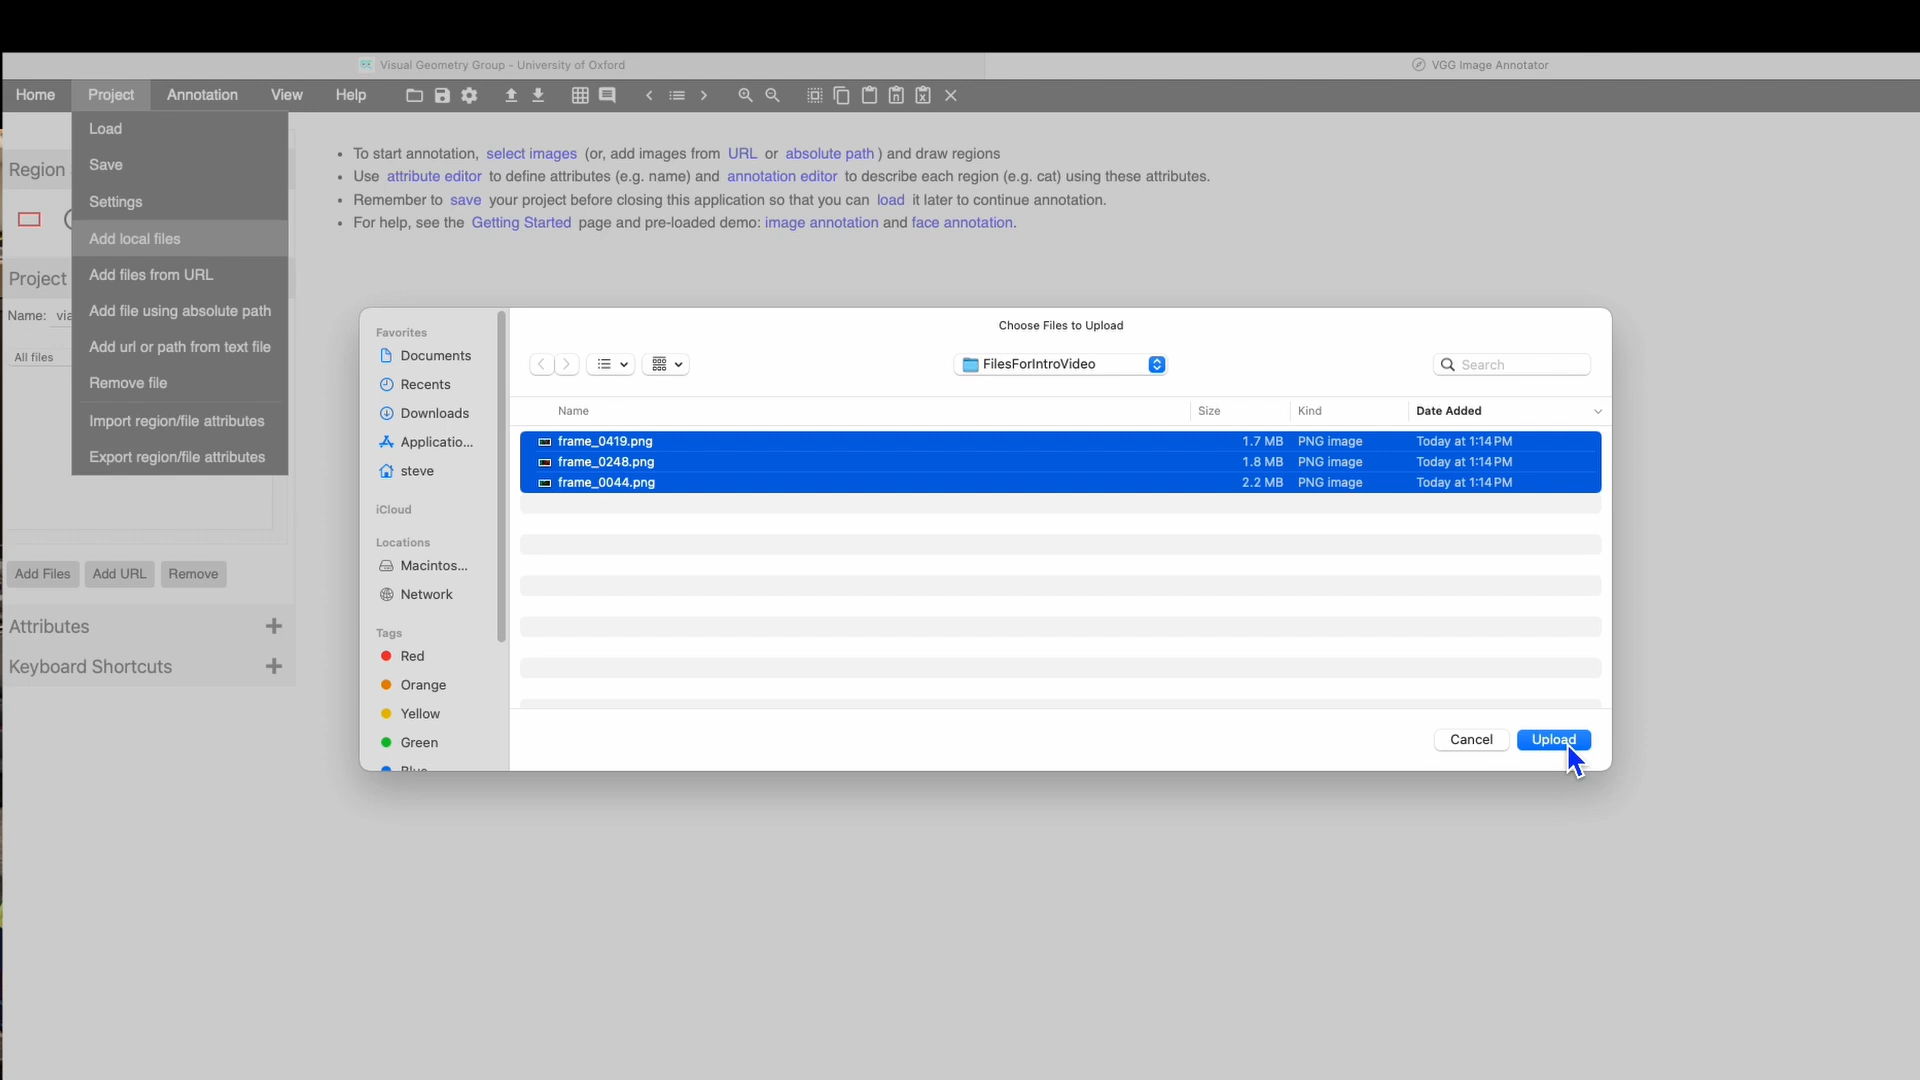 Visual Geometry Group - University of Oxford
VGG Image Annotator
Home Project Annotation View Help
Load
Save
Settings
Add local files
Add files from URL
Add file using absolute path
Add url or path from text file
Remove file
Import region/file attributes
Export region/file attributes
Region
Project
Name: via
All files
Add Files Add URL Remove
Attributes
Keyboard Shortcuts
• To start annotation, select images (or, add images from URL or absolute path ) and draw regions
• Use attribute editor to define attributes (e.g. name) and annotation editor to describe each region (e.g. cat) using these attributes.
• Remember to save your project before closing this application so that you can load it later to continue annotation.
• For help, see the Getting Started page and pre-loaded demo: image annotation and face annotation.
Favorites
Documents
Recents
Downloads
Applicatio...
steve
iCloud
Locations
Macintos...
Network
Tags
Red
Orange
Yellow
Green
Blue
Choose Files to Upload
FilesForIntroVideo
Search
Name Size Kind Date Added
frame_0419.png 1.7 MB PNG image Today at 1:14 PM
frame_0248.png 1.8 MB PNG image Today at 1:14 PM
frame_0044.png 2.2 MB PNG image Today at 1:14 PM
Cancel Upload